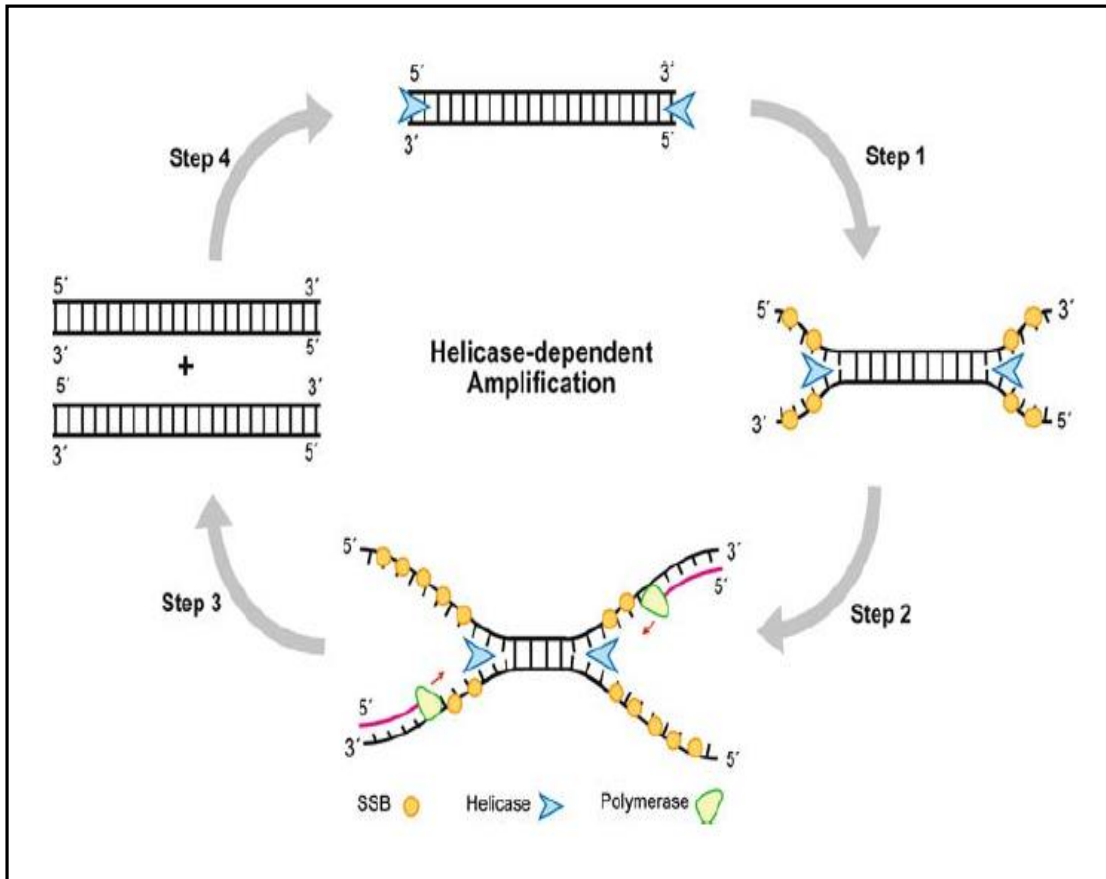 5´ 3´
3´ 5´
Step 4
Step 1
5´ 3´
3´ 5´
+
5´ 3´
3´ 5´
Helicase-dependent
Amplification
5´ 3´
3´ 5´
Step 3
Step 2
5´ 3´
5´
5´
3´ 5´
SSB Helicase Polymerase